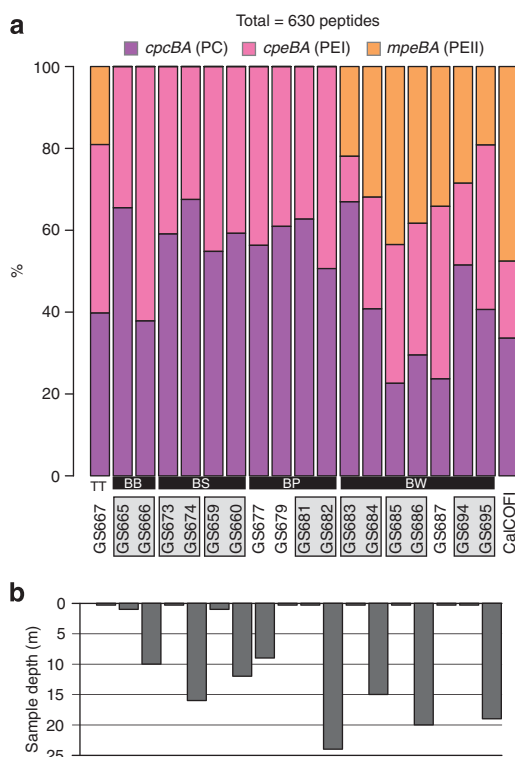 a
Total = 630 peptides
cpcBA (PC) cpeBA (PEI) mpeBA (PEII)
100
80
60
40
20
0
%
TT BB BS BP BW
GS667 GS665 GS666 GS673 GS674 GS659 GS660 GS677 GS679 GS681 GS682 GS683 GS684 GS685 GS686 GS687 GS694 GS695 CalCOFI
b
0
5
10
15
20
25
Sample depth (m)